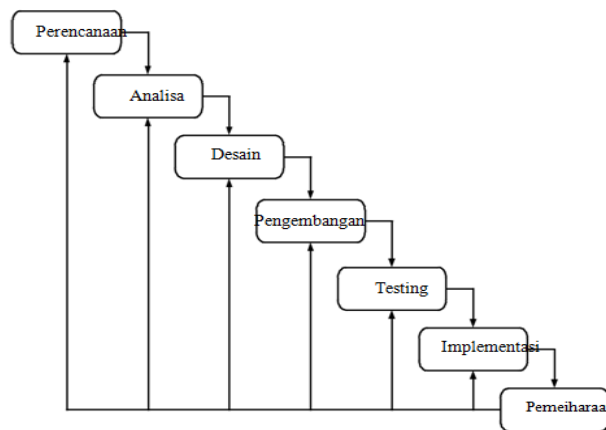 Perencanaan
Analisa
Desain
Pengembangan
Testing
Implementasi
Pemeiharaa